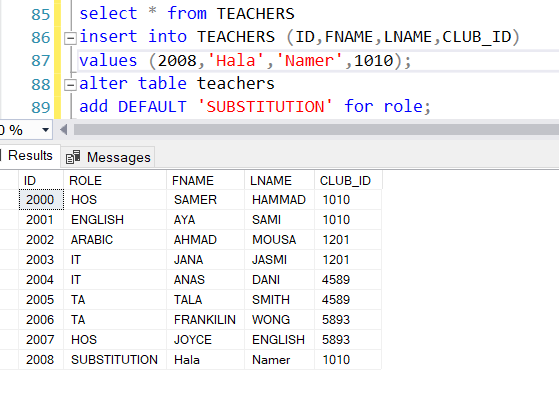 85 select * from TEACHERS
86 insert into TEACHERS (ID,FNAME,LNAME,CLUB_ID)
87 values (2008,'Hala','Namer',1010);
88 alter table teachers
89 add DEFAULT 'SUBSTITUTION' for role;
0 %
Results Messages
ID ROLE FNAME LNAME CLUB_ID
2000 HOS SAMER HAMMAD 1010
2001 ENGLISH AYA SAMI 1010
2002 ARABIC AHMAD MOUSA 1201
2003 IT JANA JASMI 1201
2004 IT ANAS DANI 4589
2005 TA TALA SMITH 4589
2006 TA FRANKILIN WONG 5893
2007 HOS JOYCE ENGLISH 5893
2008 SUBSTITUTION Hala Namer 1010